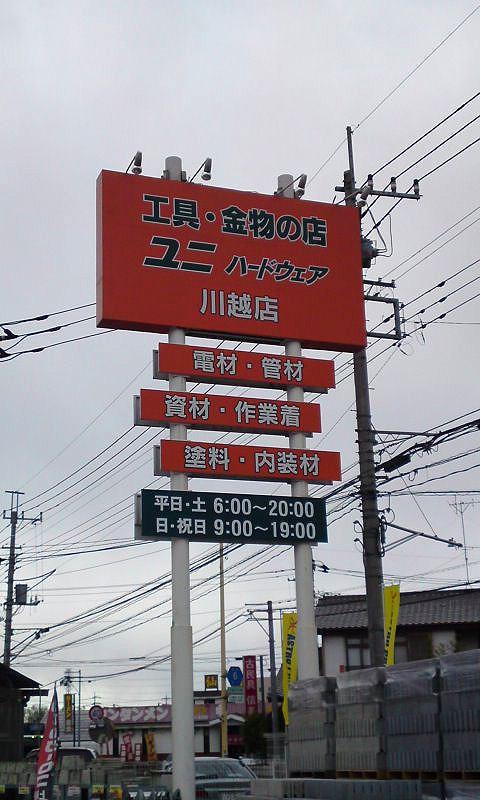 工具・金物の店
ユニ ハードウェア
川越店
電材・管材
資材・作業着
塗料・内装材
平日・土 6:00～20:00
日・祝日 9:00～19:00